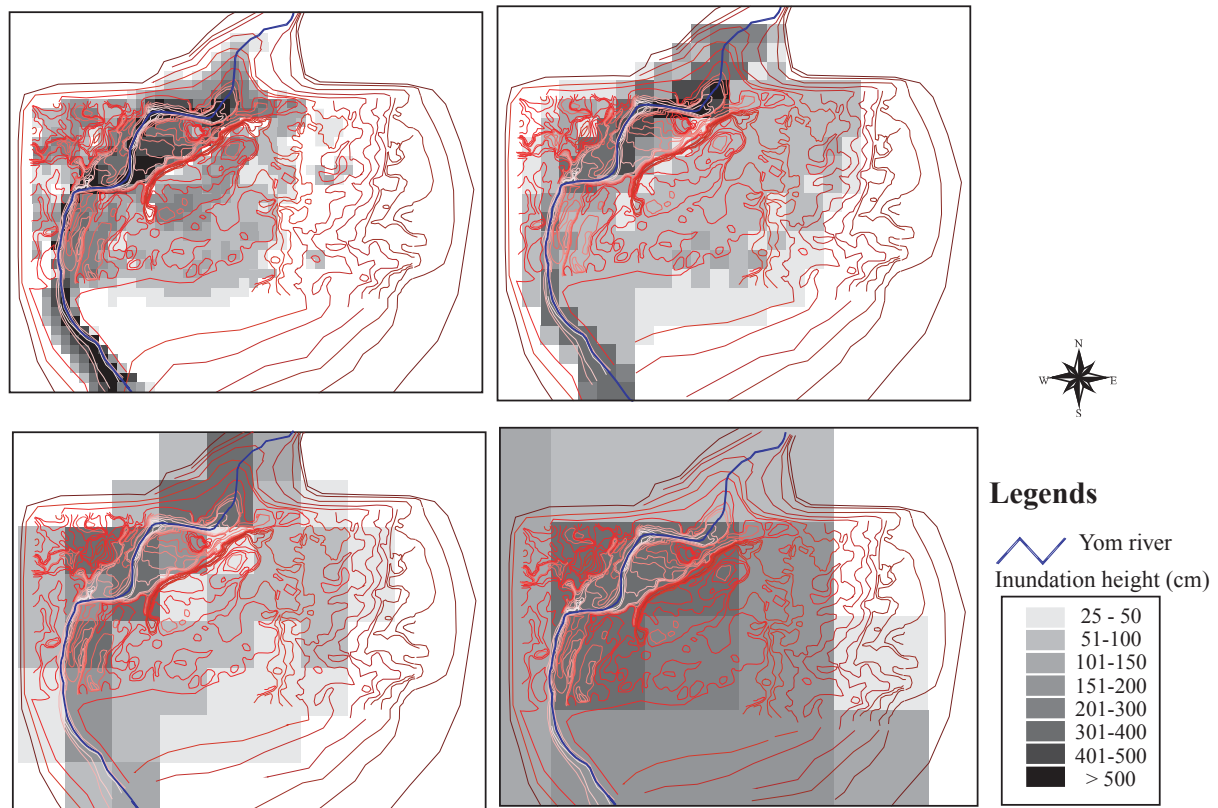 N
W E
S
Legends
Yom river
Inundation height (cm)
25 - 50
51-100
101-150
151-200
201-300
301-400
401-500
> 500